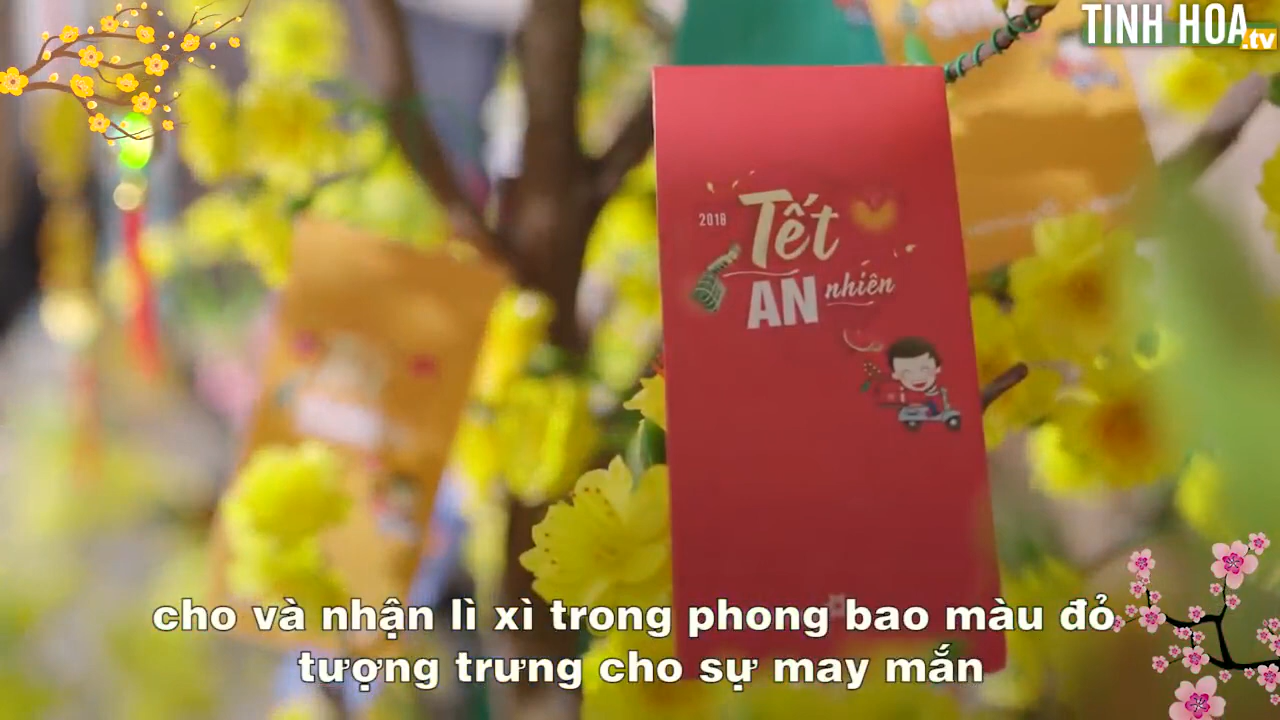 TINH HOA
.tv
2018
Tết
AN nhiên
cho và nhận lì xì trong phong bao màu đỏ
tượng trưng cho sự may mắn